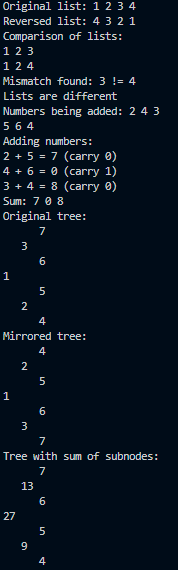 Original list: 1 2 3 4
Reversed list: 4 3 2 1
Comparison of lists:
1 2 3
1 2 4
Mismatch found: 3 != 4
Lists are different
Numbers being added: 2 4 3
5 6 4
Adding numbers:
2 + 5 = 7 (carry 0)
4 + 6 = 0 (carry 1)
3 + 4 = 8 (carry 0)
Sum: 7 0 8
Original tree:
      7
   3
      6
1
      5
   2
      4
Mirrored tree:
      4
   2
      5
1
      6
   3
      7
Tree with sum of subnodes:
      7
   13
      6
27
      5
   9
      4